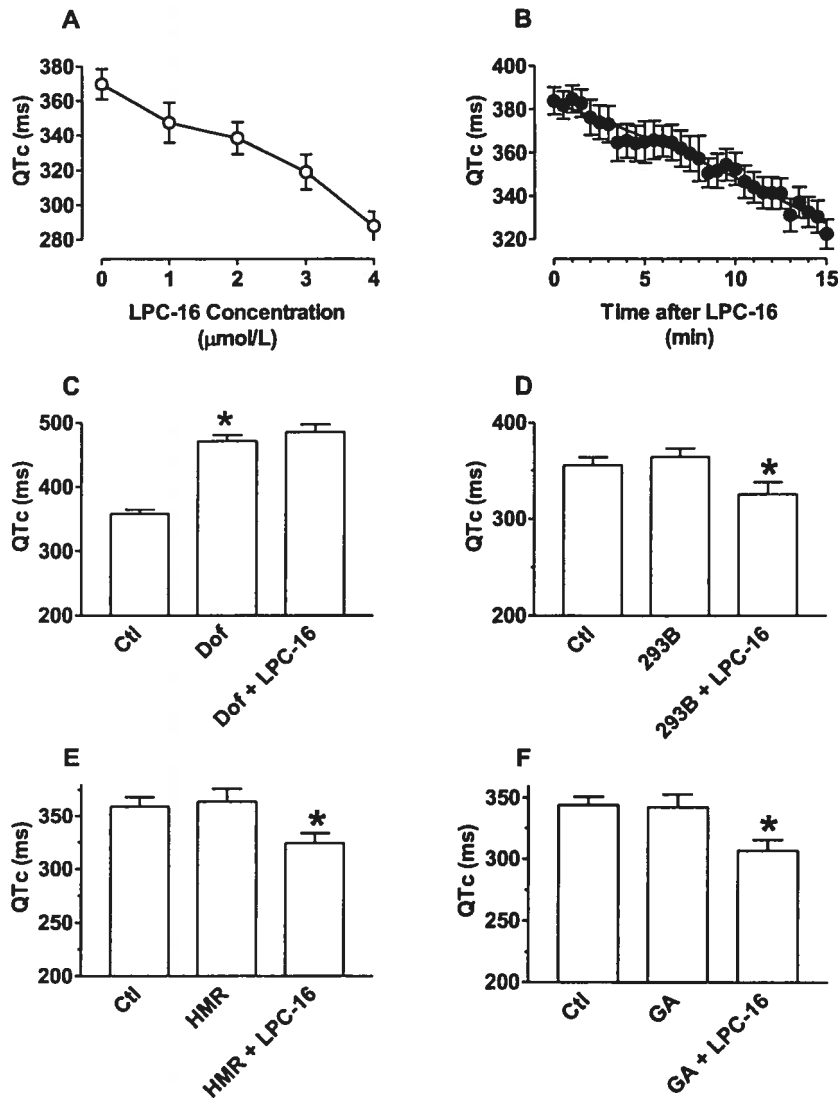 A
QTc (ms)
380
360
340
320
300
280
0 1 2 3 4
LPC-16 Concentration
(μmol/L)
B
QTc (ms)
400
380
360
340
320
0 5 10 15
Time after LPC-16
(min)
C
QTc (ms)
500
400
300
200
*
Ctl
Dof
Dof + LPC-16
D
QTc (ms)
400
300
200
*
Ctl
293B
293B + LPC-16
E
QTc (ms)
350
300
250
200
*
Ctl
HMR
HMR + LPC-16
F
QTc (ms)
350
300
250
200
*
Ctl
GA
GA + LPC-16